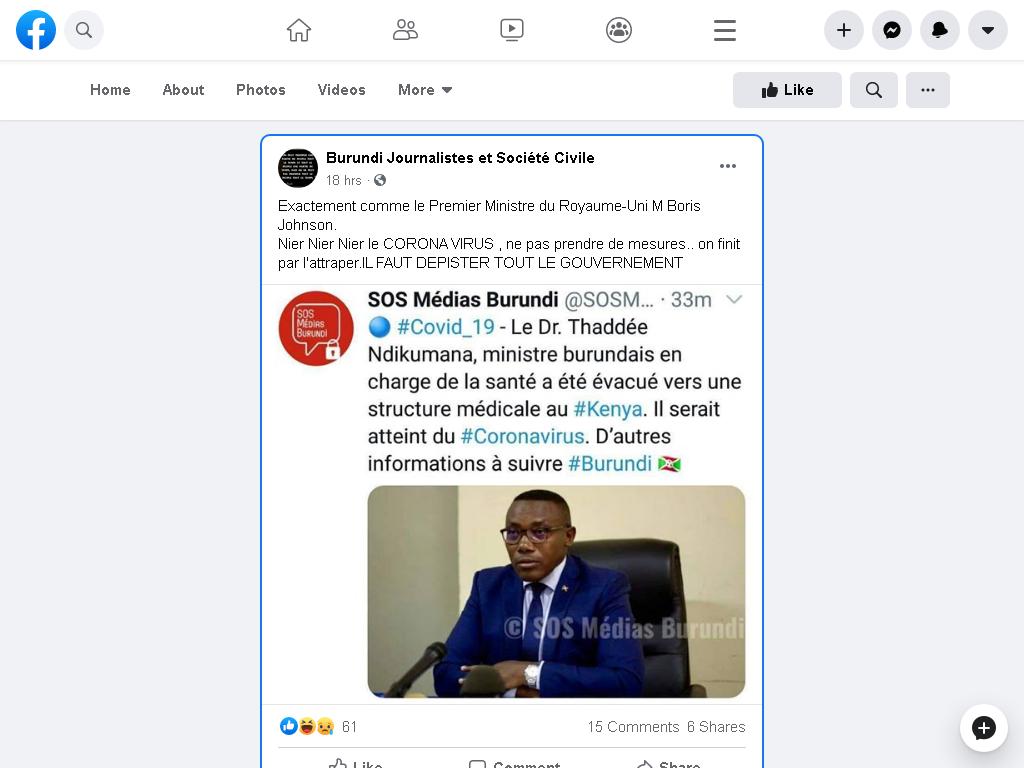 Home About Photos Videos More Like
Burundi Journalistes et Société Civile
18 hrs ·
Exactement comme le Premier Ministre du Royaume-Uni M Boris
Johnson.
Nier Nier Nier le CORONA VIRUS , ne pas prendre de mesures.. on finit
par l'attraper.IL FAUT DEPISTER TOUT LE GOUVERNEMENT
SOS
MÉDIAS
BURUNDI
SOS Médias Burundi @SOSM... · 33m
#Covid_19 - Le Dr. Thaddée
Ndikumana, ministre burundais en
charge de la santé a été évacué vers une
structure médicale au #Kenya. Il serait
atteint du #Coronavirus. D’autres
informations à suivre #Burundi
© SOS Médias Burundi
61 15 Comments 6 Shares
Like Comment Share